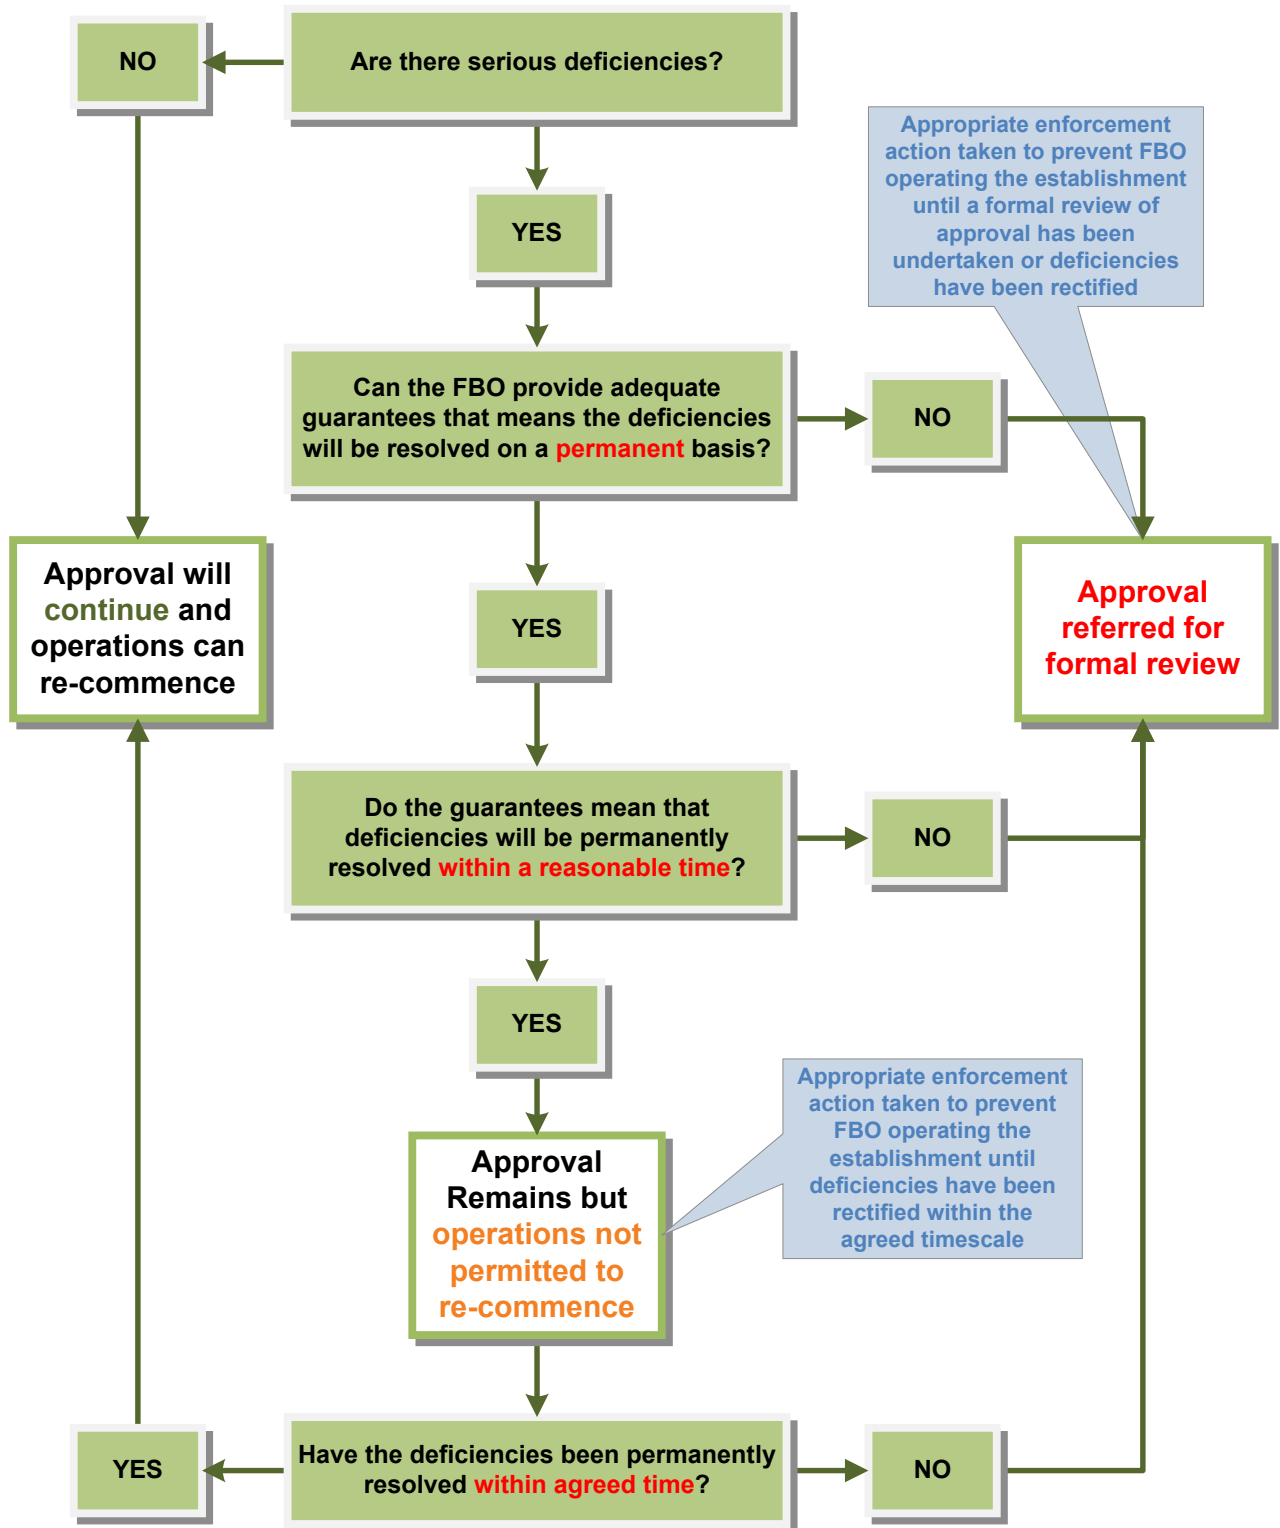 NO
Are there serious deficiencies?
Appropriate enforcement
action taken to prevent FBO
operating the establishment
until a formal review of
approval has been
undertaken or deficiencies
have been rectified
YES
Can the FBO provide adequate
guarantees that means the deficiencies
will be resolved on a permanent basis?
NO
Approval will
continue and
operations can
re-commence
YES
Approval
referred for
formal review
Do the guarantees mean that
deficiencies will be permanently
resolved within a reasonable time?
NO
YES
Appropriate enforcement
action taken to prevent
FBO operating the
establishment until
deficiencies have been
rectified within the
agreed timescale
Approval
Remains but
operations not
permitted to
re-commence
YES
Have the deficiencies been permanently
resolved within agreed time?
NO